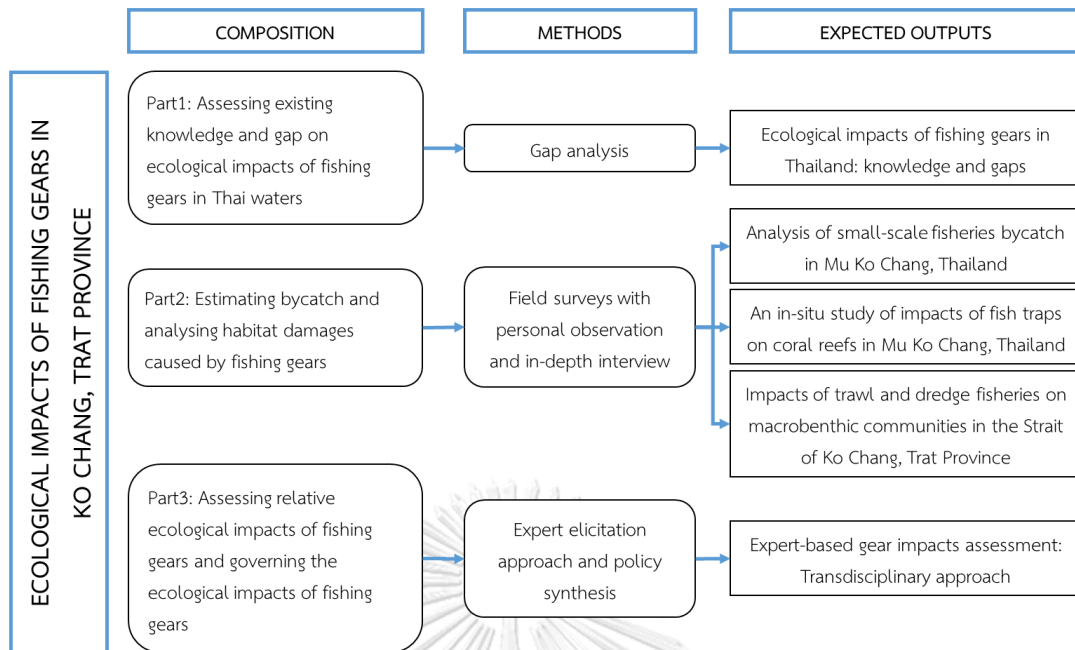 COMPOSITION
METHODS
EXPECTED OUTPUTS
ECOLOGICAL IMPACTS OF FISHING GEARS IN
KO CHANG, TRAT PROVINCE
Part1: Assessing existing
knowledge and gap on
ecological impacts of fishing
gears in Thai waters
Gap analysis
Ecological impacts of fishing gears in
Thailand: knowledge and gaps
Part2: Estimating bycatch and
analysing habitat damages
caused by fishing gears
Field surveys with
personal observation
and in-depth interview
Analysis of small-scale fisheries bycatch
in Mu Ko Chang, Thailand
An in-situ study of impacts of fish traps
on coral reefs in Mu Ko Chang, Thailand
Impacts of trawl and dredge fisheries on
macrobenthic communities in the Strait
of Ko Chang, Trat Province
Part3: Assessing relative
ecological impacts of fishing
gears and governing the
ecological impacts of fishing
gears
Expert elicitation
approach and policy
synthesis
Expert-based gear impacts assessment:
Transdisciplinary approach